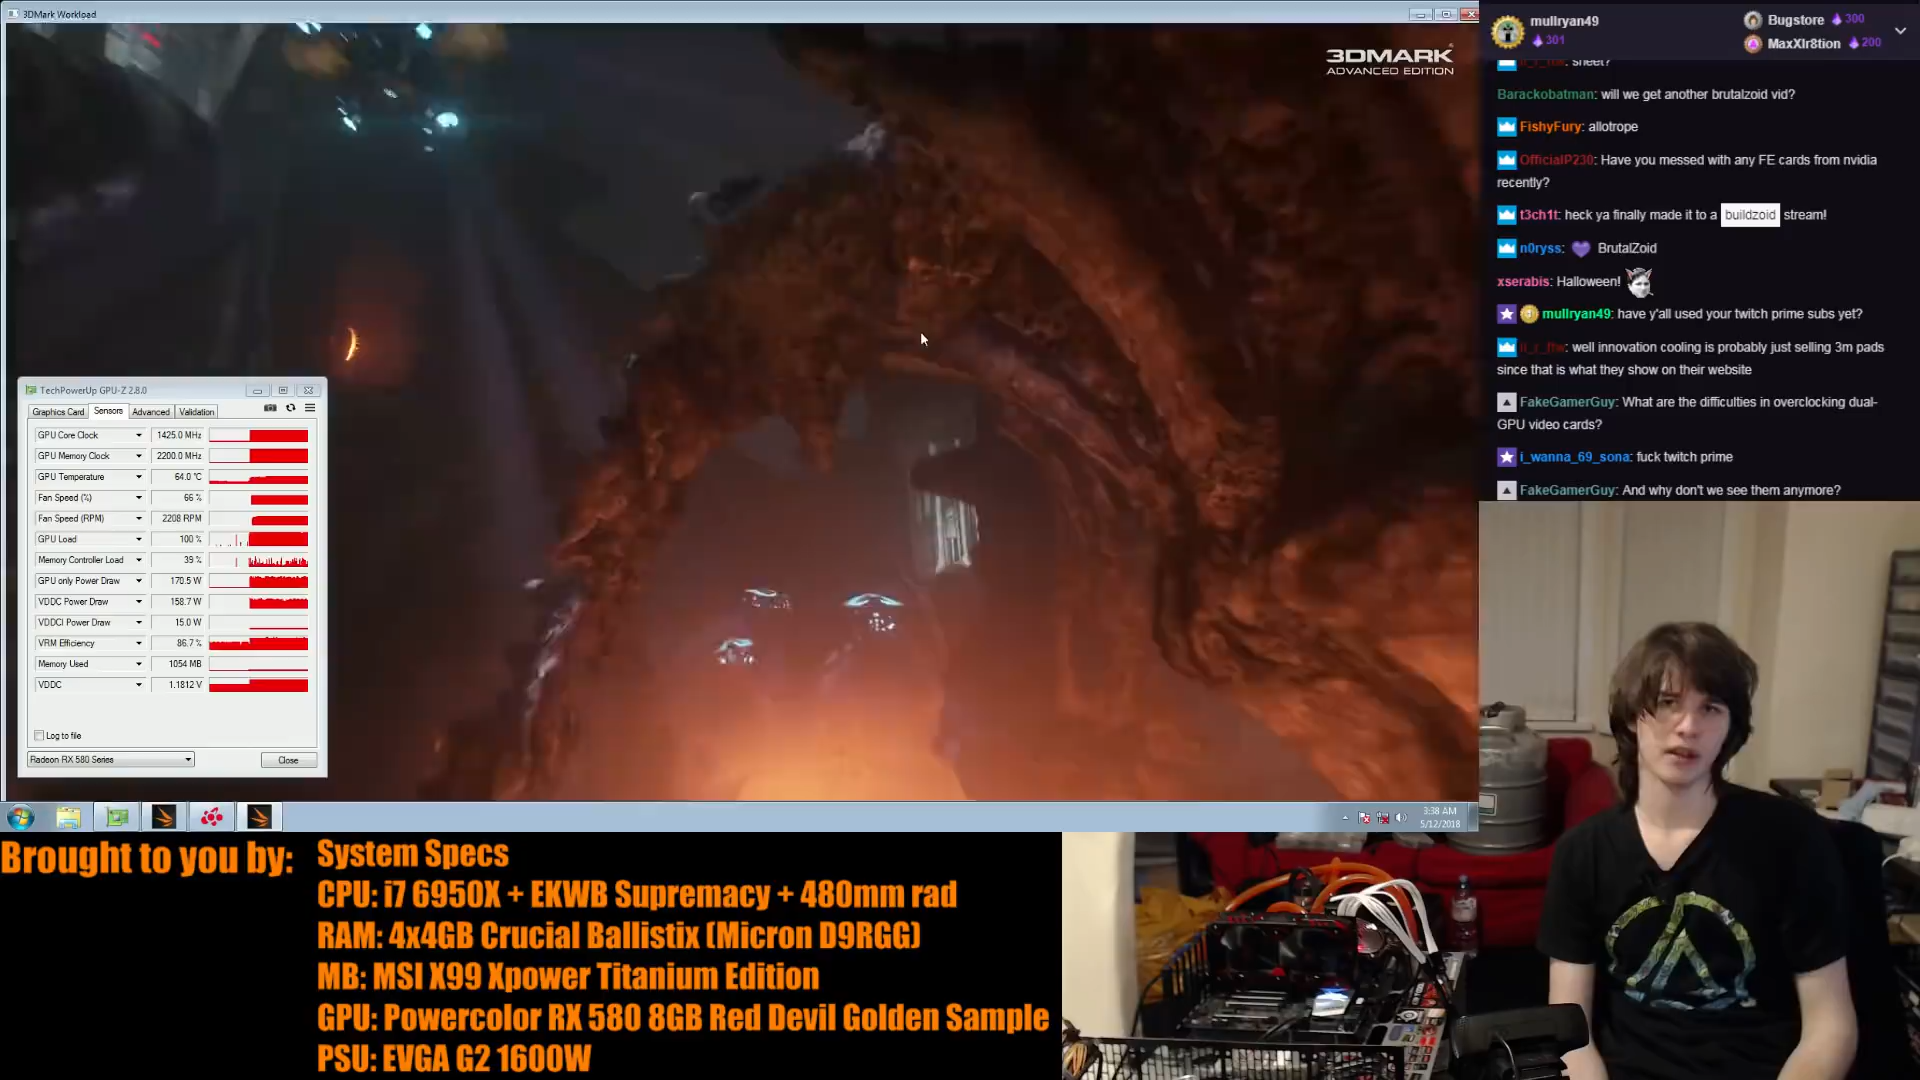 3DMark Workload
3DMARK
ADVANCED EDITION
TechPowerUp GPU-Z 2.8.0
Graphics Card Sensors Advanced Validation
GPU Core Clock 1425.0 MHz
GPU Memory Clock 2200.0 MHz
GPU Temperature 64.0 °C
Fan Speed (%) 66 %
Fan Speed (RPM) 2208 RPM
GPU Load 100 %
Memory Controller Load 39 %
GPU only Power Draw 170.5 W
VDDC Power Draw 158.7 W
VDDCI Power Draw 15.0 W
VRM Efficiency 86.7 %
Memory Used 1054 MB
VDDC 1.1812 V
Log to file
Radeon RX 580 Series Close
3:38 AM
5/12/2018
mullryan49
301
Bugstore 300
MaxXlr8tion 200
sheet?
Barackobatman: will we get another brutalzoid vid?
FishyFury: allotrope
OfficialP230: Have you messed with any FE cards from nvidia
recently?
t3ch1t: heck ya finally made it to a buildzoid stream!
n0ryss: BrutalZoid
xserabis: Halloween!
mullryan49: have y'all used your twitch prime subs yet?
well innovation cooling is probably just selling 3m pads
since that is what they show on their website
FakeGamerGuy: What are the difficulties in overclocking dual-
GPU video cards?
i_wanna_69_sona: fuck twitch prime
FakeGamerGuy: And why don't we see them anymore?
Brought to you by:
System Specs
CPU: i7 6950X + EKWB Supremacy + 480mm rad
RAM: 4x4GB Crucial Ballistix (Micron D9RGG)
MB: MSI X99 Xpower Titanium Edition
GPU: Powercolor RX 580 8GB Red Devil Golden Sample
PSU: EVGA G2 1600W